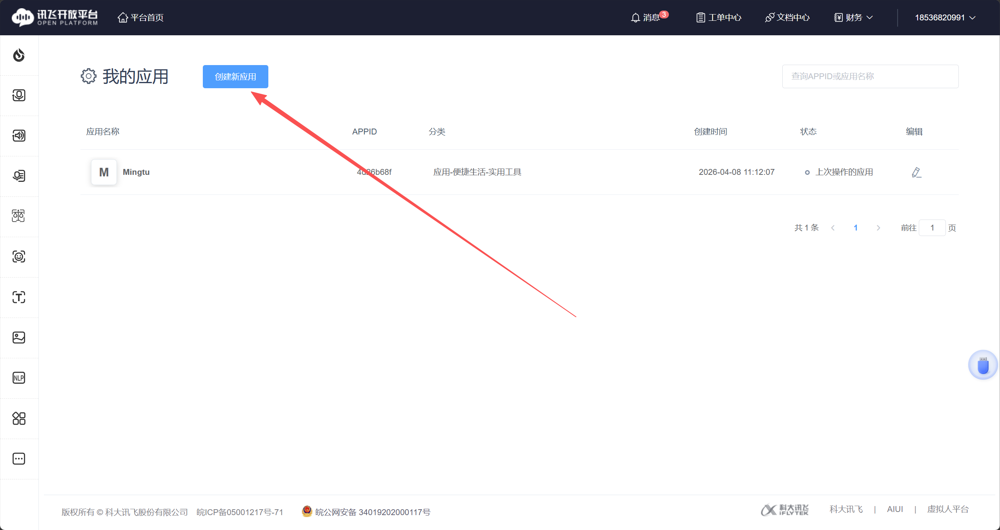 讯飞开放平台
OPEN PLATFORM
平台首页
消息 3
工单中心
文档中心
财务
18536820991
我的应用
创建新应用
查询APPID或应用名称
应用名称 APPID 分类 创建时间 状态 编辑
M Mingtu 4d26b68f 应用-便捷生活-实用工具 2026-04-08 11:12:07 上次操作的应用
共 1 条 1 前往 1 页
T
NLP
版权所有 © 科大讯飞股份有限公司 皖ICP备05001217号-71 皖公网安备 34019202000117号
科大讯飞
iFLYTEK
科大讯飞 | AIUI | 虚拟人平台